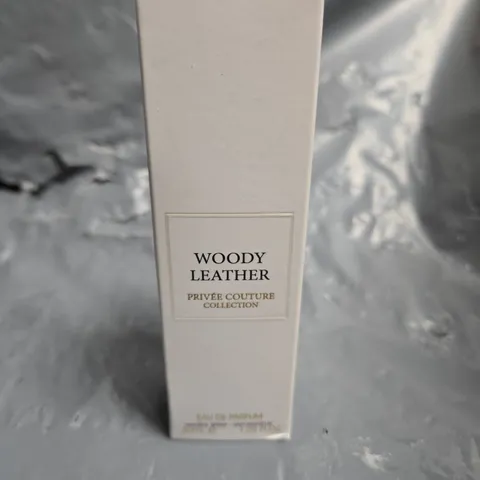 WOODY
LEATHER
PRIVÉE COUTURE
COLLECTION
EAU DE PARFUM